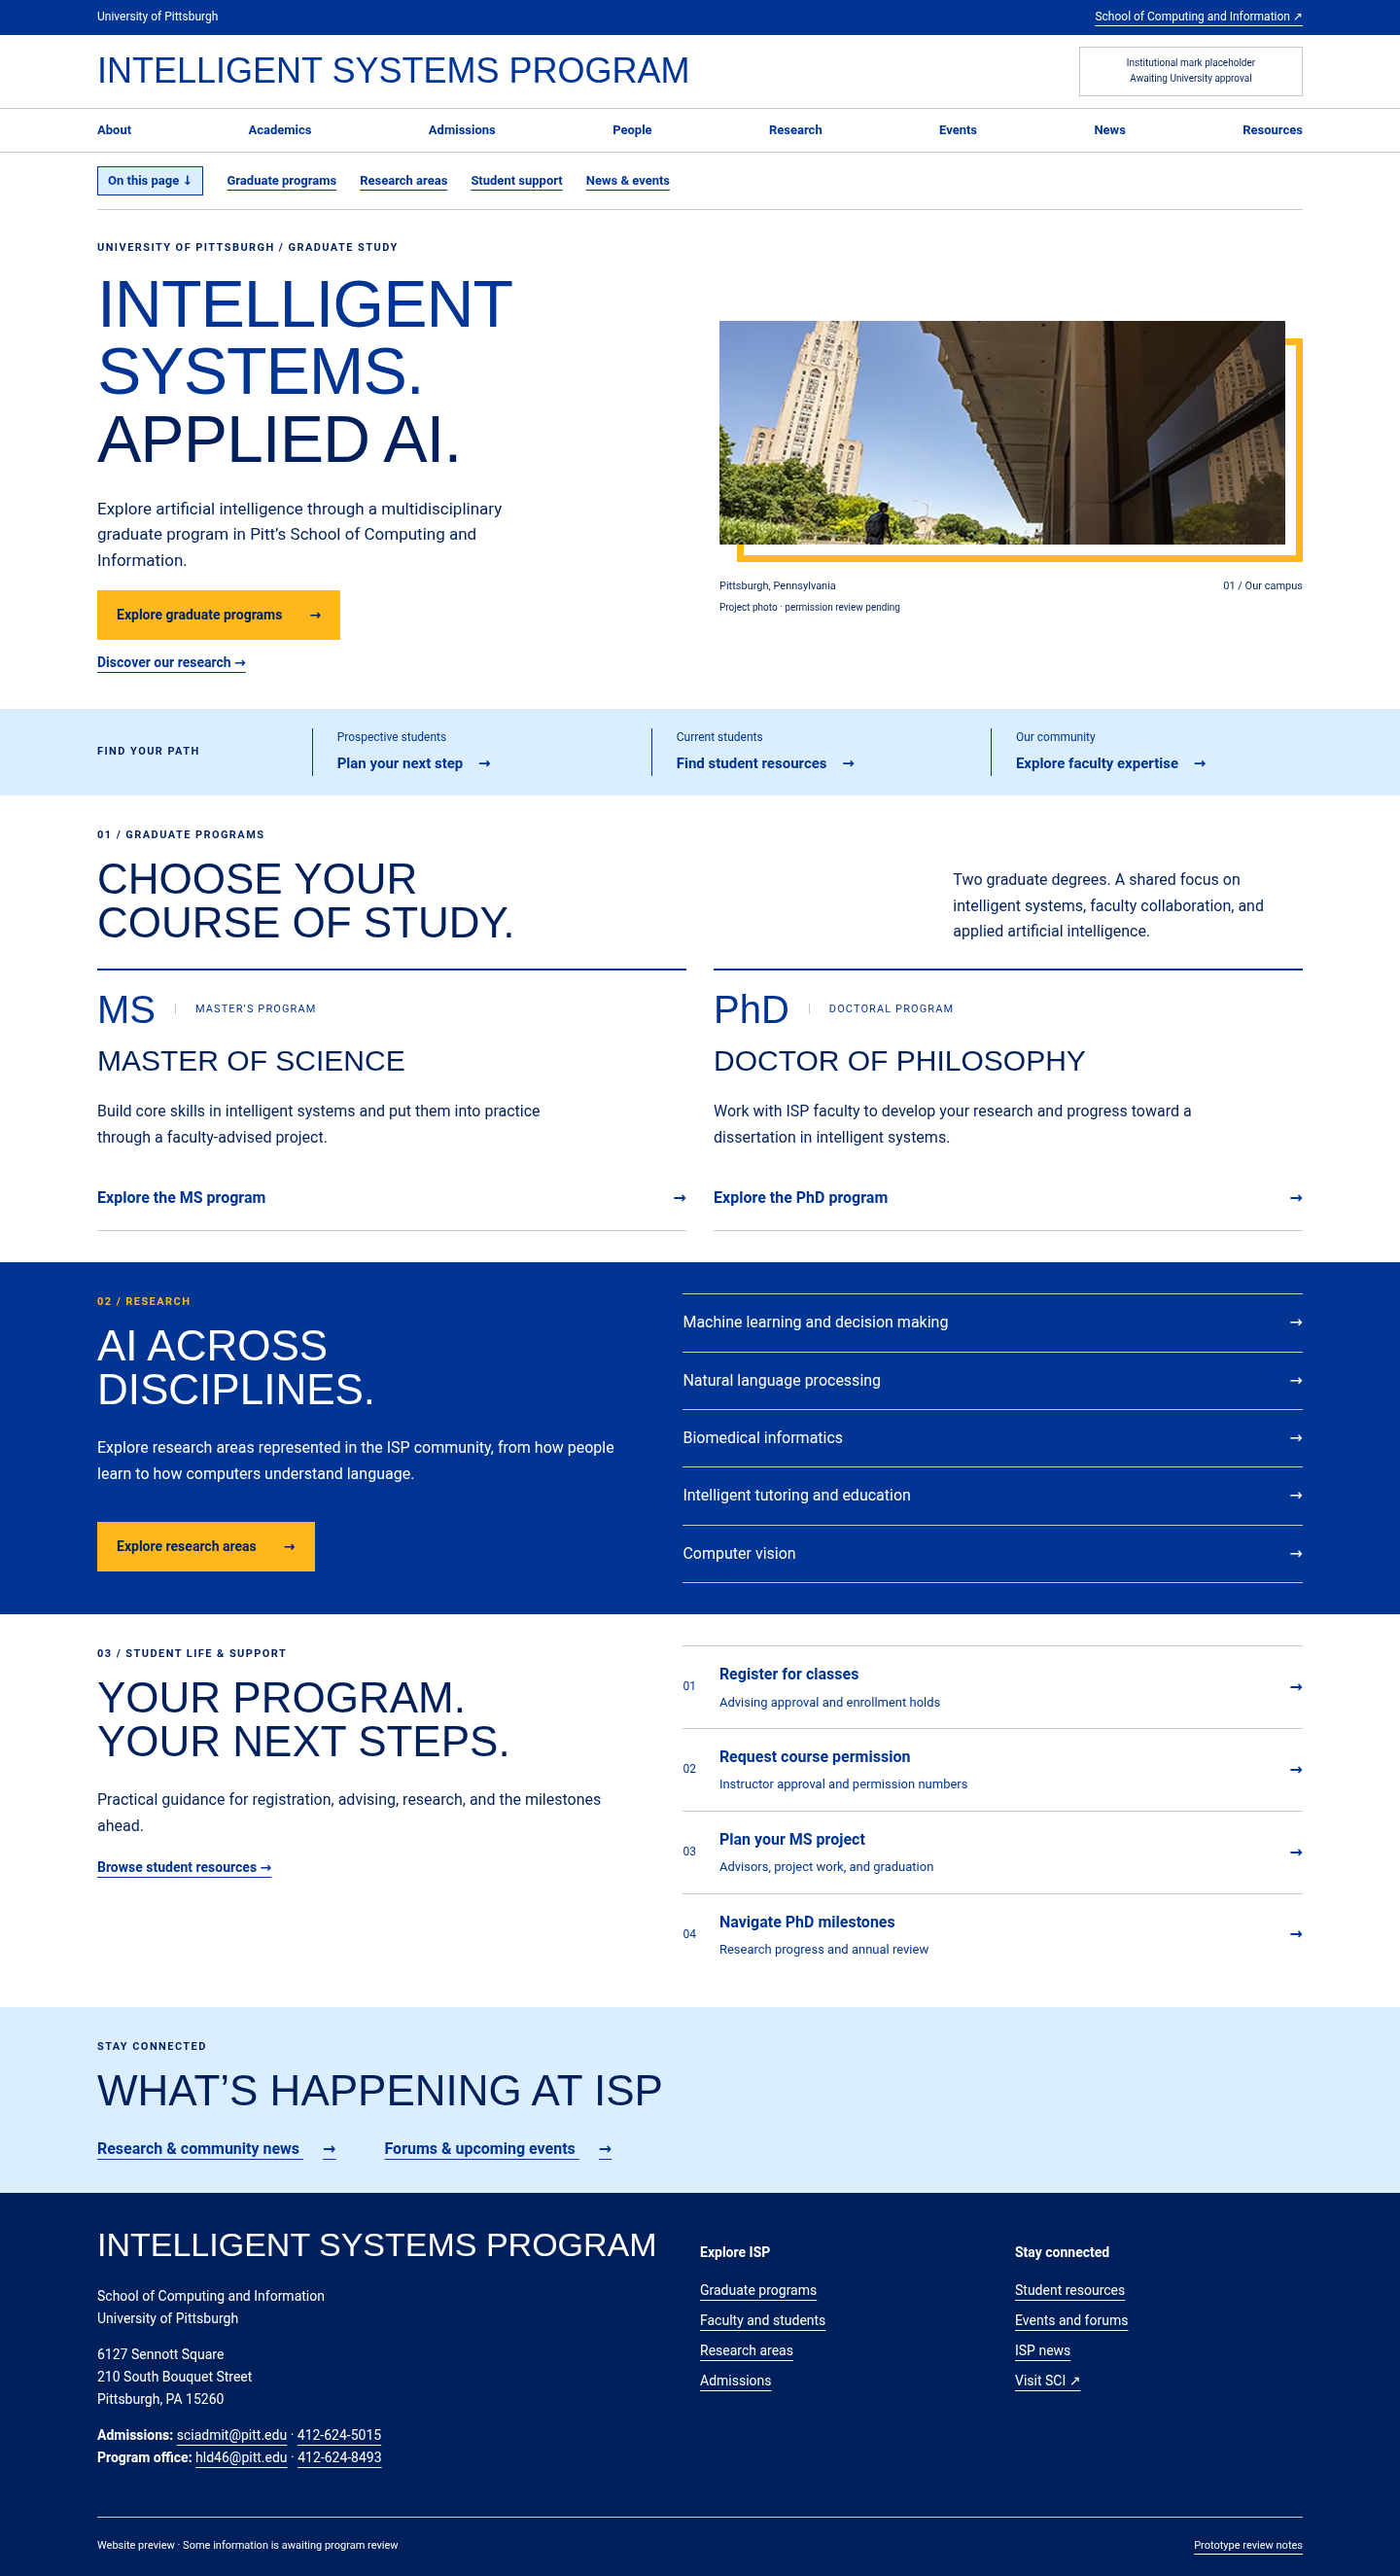 University of Pittsburgh
School of Computing and Information ↗
INTELLIGENT SYSTEMS PROGRAM
Institutional mark placeholder
Awaiting University approval
About
Academics
Admissions
People
Research
Events
News
Resources
On this page ↓
Graduate programs
Research areas
Student support
News & events
UNIVERSITY OF PITTSBURGH / GRADUATE STUDY
INTELLIGENT
SYSTEMS.
APPLIED AI.
Explore artificial intelligence through a multidisciplinary
graduate program in Pitt’s School of Computing and
Information.
Explore graduate programs →
Discover our research →
Pittsburgh, Pennsylvania
01 / Our campus
Project photo · permission review pending
FIND YOUR PATH
Prospective students
Plan your next step →
Current students
Find student resources →
Our community
Explore faculty expertise →
01 / GRADUATE PROGRAMS
CHOOSE YOUR
COURSE OF STUDY.
Two graduate degrees. A shared focus on
intelligent systems, faculty collaboration, and
applied artificial intelligence.
MS
MASTER’S PROGRAM
MASTER OF SCIENCE
Build core skills in intelligent systems and put them into practice
through a faculty-advised project.
Explore the MS program →
PhD
DOCTORAL PROGRAM
DOCTOR OF PHILOSOPHY
Work with ISP faculty to develop your research and progress toward a
dissertation in intelligent systems.
Explore the PhD program →
02 / RESEARCH
AI ACROSS
DISCIPLINES.
Explore research areas represented in the ISP community, from how people
learn to how computers understand language.
Explore research areas →
Machine learning and decision making →
Natural language processing →
Biomedical informatics →
Intelligent tutoring and education →
Computer vision →
03 / STUDENT LIFE & SUPPORT
YOUR PROGRAM.
YOUR NEXT STEPS.
Practical guidance for registration, advising, research, and the milestones
ahead.
Browse student resources →
01
Register for classes →
Advising approval and enrollment holds
02
Request course permission →
Instructor approval and permission numbers
03
Plan your MS project →
Advisors, project work, and graduation
04
Navigate PhD milestones →
Research progress and annual review
STAY CONNECTED
WHAT’S HAPPENING AT ISP
Research & community news →
Forums & upcoming events →
INTELLIGENT SYSTEMS PROGRAM
School of Computing and Information
University of Pittsburgh
6127 Sennott Square
210 South Bouquet Street
Pittsburgh, PA 15260
Admissions: sciadmit@pitt.edu · 412-624-5015
Program office: hld46@pitt.edu · 412-624-8493
Explore ISP
Graduate programs
Faculty and students
Research areas
Admissions
Stay connected
Student resources
Events and forums
ISP news
Visit SCI ↗
Website preview · Some information is awaiting program review
Prototype review notes